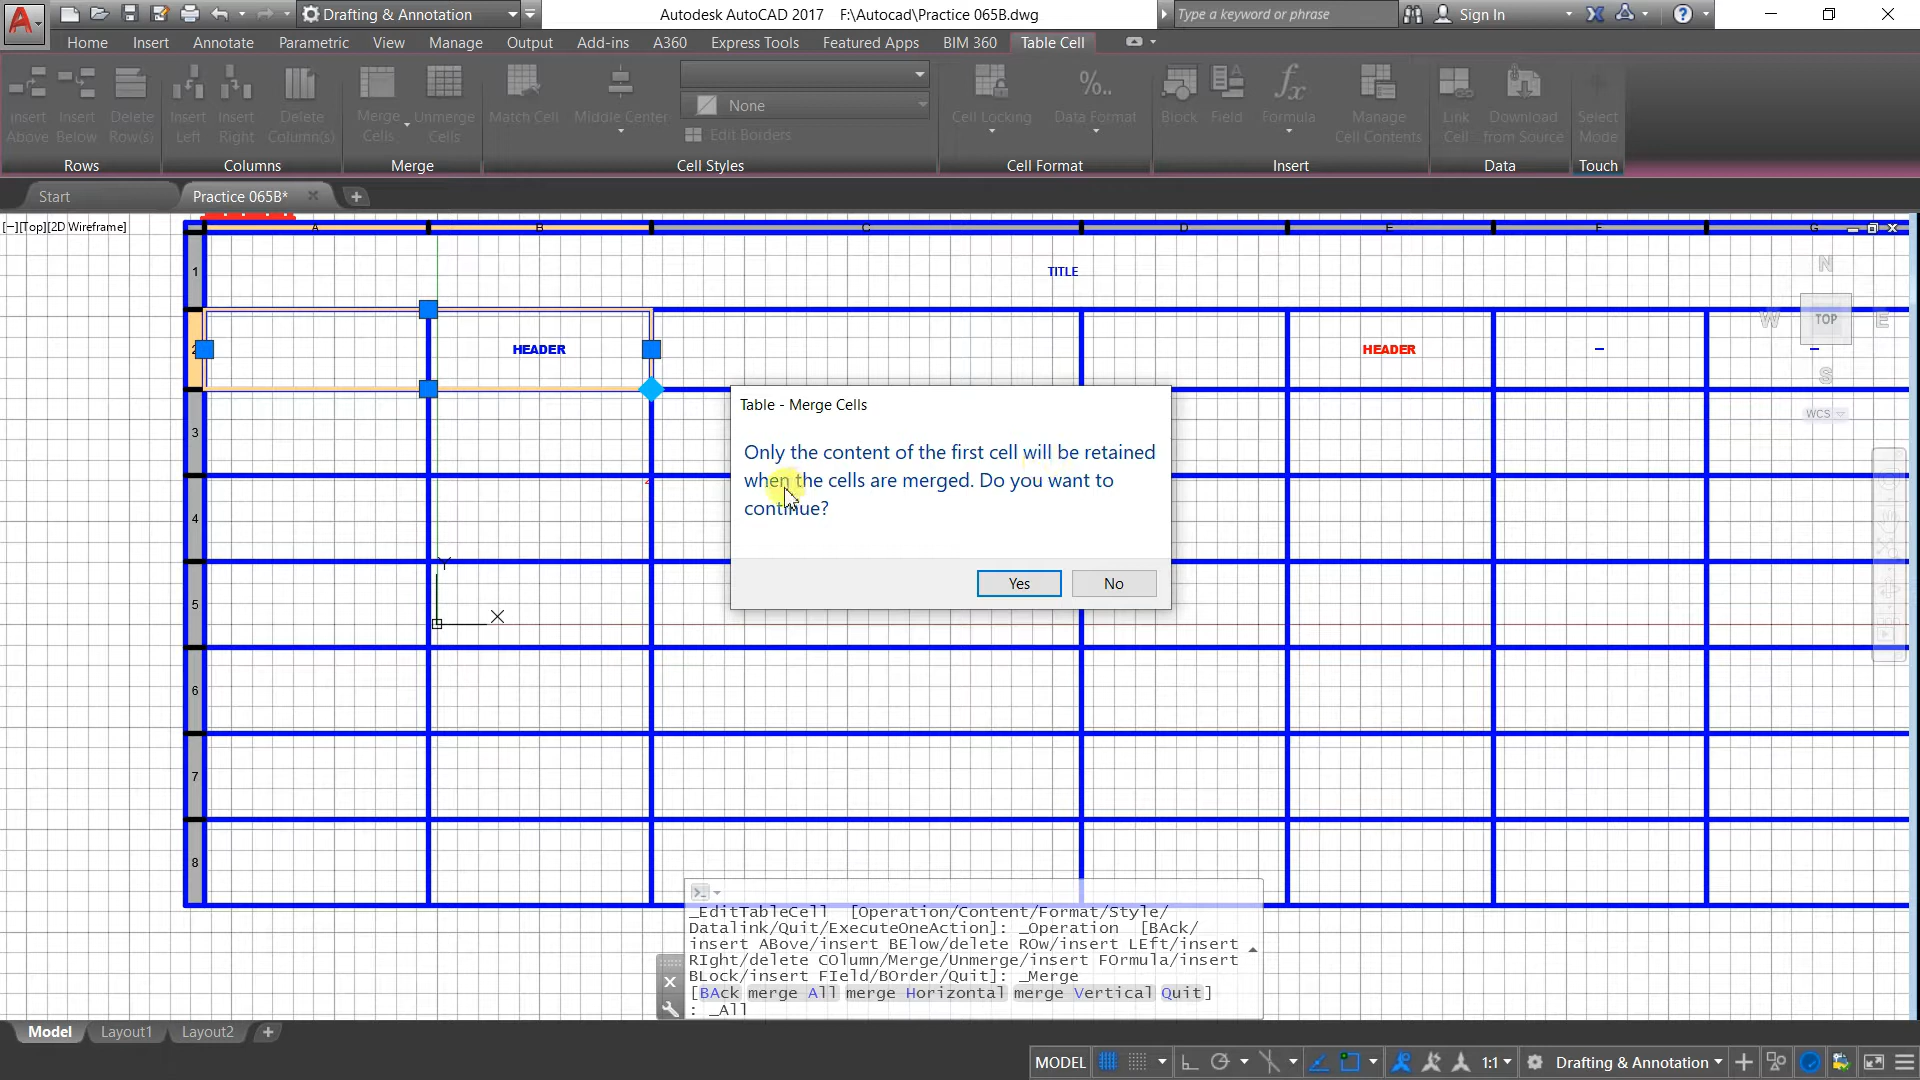 Drafting & Annotation
Autodesk AutoCAD 2017 F:\Autocad\Practice 065B.dwg
Type a keyword or phrase
Sign In
Home Insert Annotate Parametric View Manage Output Add-ins A360 Express Tools Featured Apps BIM 360 Table Cell
Insert Above
Insert Below
Delete Row(s)
Rows
Insert Left
Insert Right
Delete Column(s)
Columns
Merge Cells
Unmerge Cells
Merge
Match Cell
Middle Center
None
Edit Borders
Cell Styles
Cell Locking
Data Format
Cell Format
Block
Field
Formula
Manage Cell Contents
Insert
Link Cell
Download from Source
Data
Select Mode
Touch
Start
Practice 065B*
[−][Top][2D Wireframe]
A B C D E F G
1 TITLE
2 HEADER HEADER – –
3
4
5
6
7
8
N
W TOP E
S
WCS
Y
X
Table - Merge Cells
Only the content of the first cell will be retained
when the cells are merged. Do you want to
continue?
Yes No
_EditTableCell [Operation/Content/Format/Style/
Datalink/Quit/ExecuteOneAction]: _Operation [BAck/
insert ABove/insert BElow/delete ROw/insert LEft/insert
RIght/delete COlumn/Merge/Unmerge/insert FOrmula/insert
BLock/insert FIeld/BOrder/Quit]: _Merge
[BAck merge All merge Horizontal merge Vertical Quit]
: _All
Model Layout1 Layout2
MODEL 1:1 Drafting & Annotation